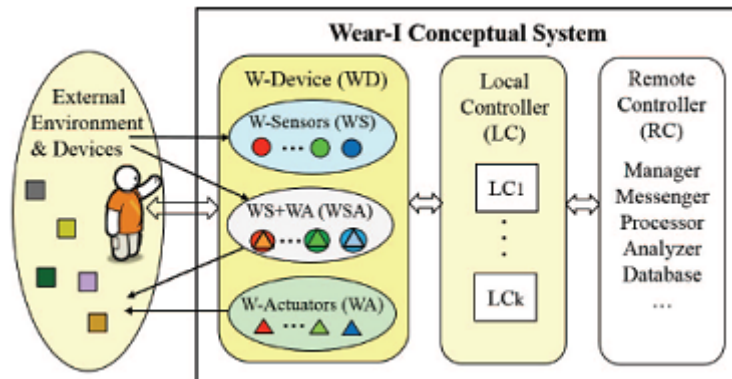 Wear-I Conceptual System
External
Environment
& Devices
W-Device (WD)
W-Sensors (WS)
...
WS+WA (WSA)
...
W-Actuators (WA)
...
Local
Controller
(LC)
LC1
LCk
Remote
Controller
(RC)
Manager
Messenger
Processor
Analyzer
Database
...